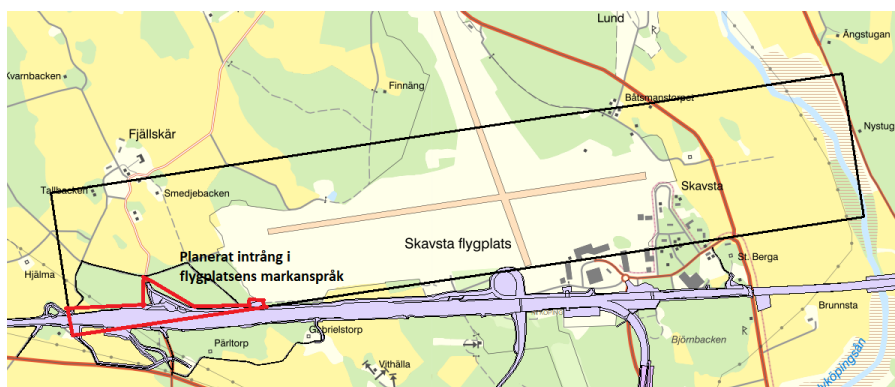 Lund
Ångstugan
Kvarnbacken
Finnäng
Båtsmanstorpet
Fjällskär
Nystug
Tallbacken
Smedjebacken
Skavsta
Skavsta flygplats
Planerat intrång i
flygplatsens markanspråk
St. Berga
Hjälma
Brunnsta
Gabrielstorp
Pärltorp
Björnbacken
Vithälla
yköpingsån